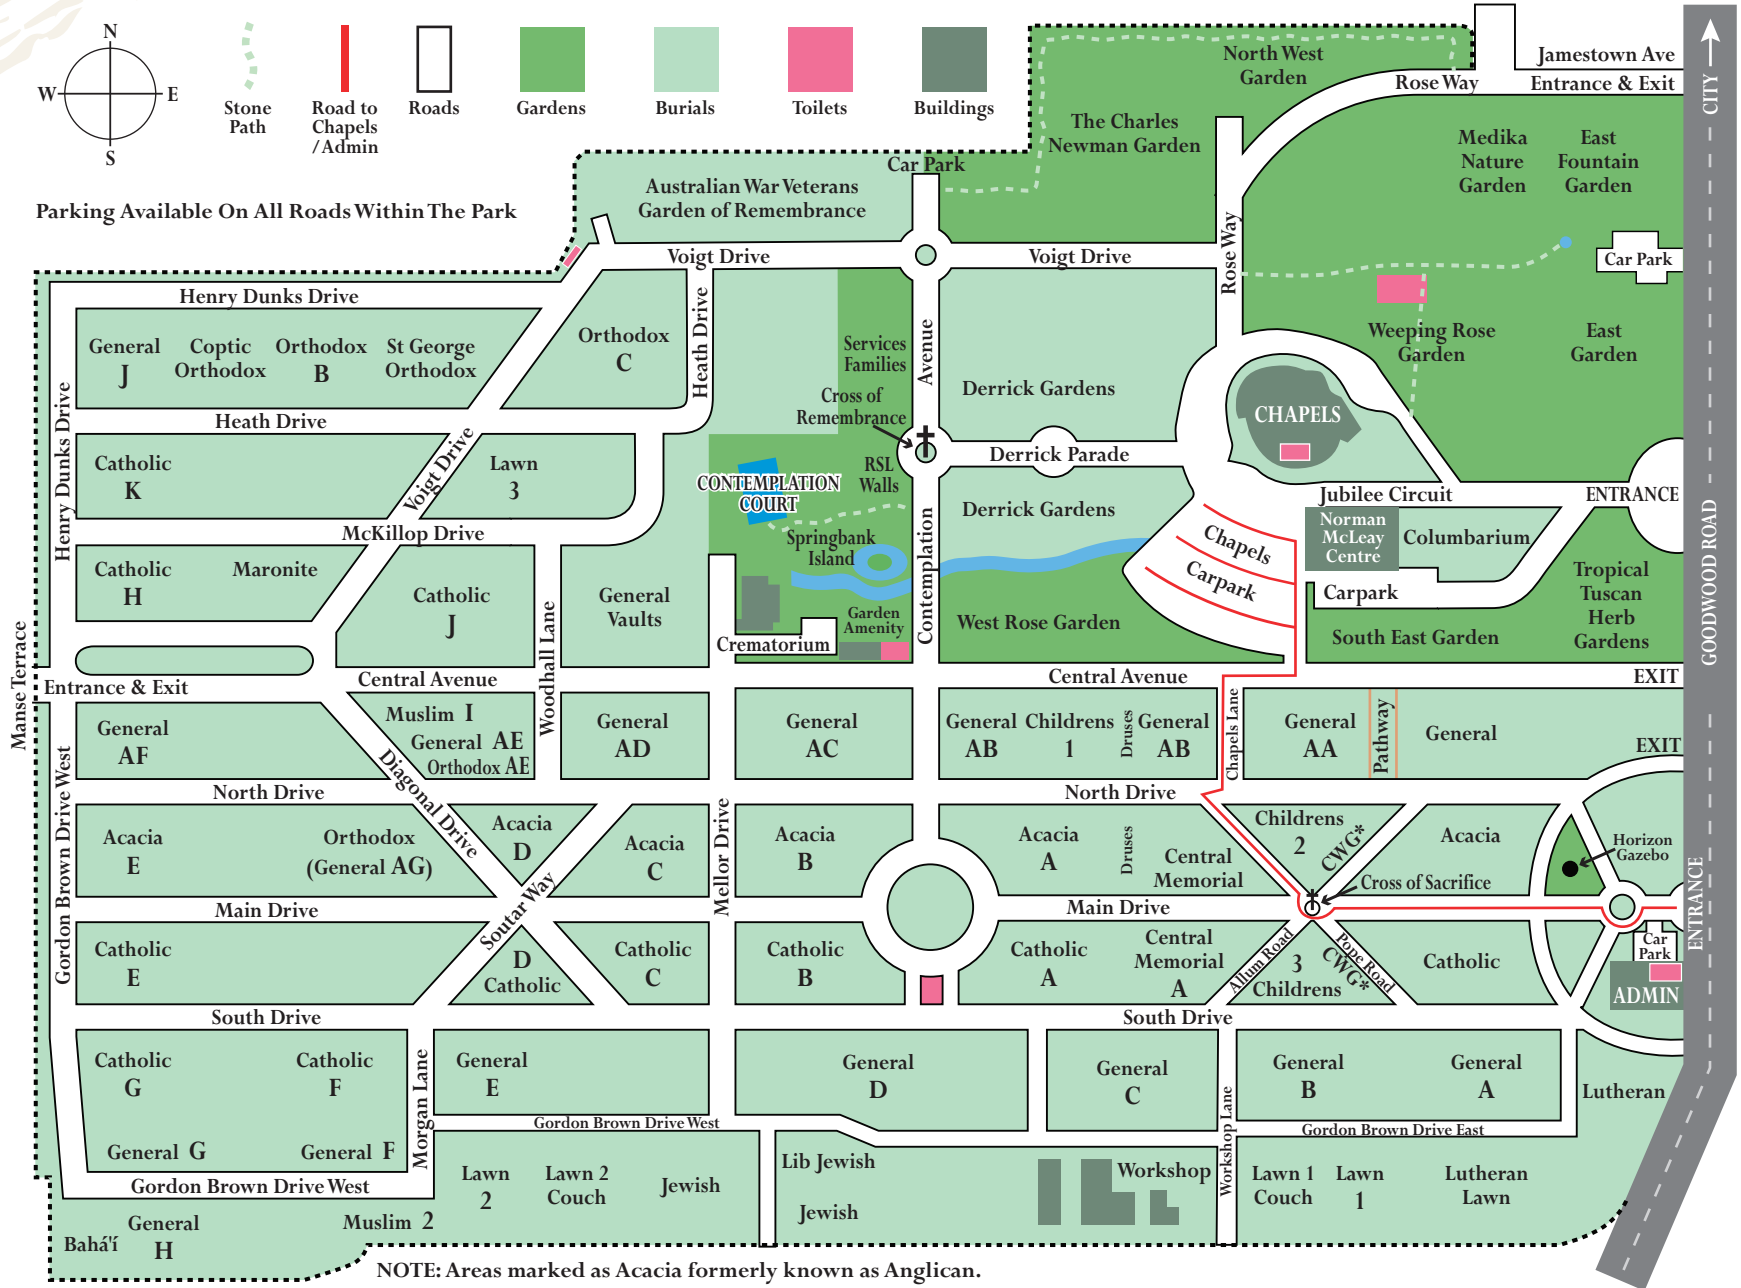 N
W
E
S
Stone
Path
Road to
Chapels
/ Admin
Roads
Gardens
Burials
Toilets
Buildings
Parking Available On All Roads Within The Park
North West
Garden
Jamestown Ave
Rose Way
Entrance & Exit
CITY
The Charles
Newman Garden
Medika
Nature
Garden
East
Fountain
Garden
Car Park
Australian War Veterans
Garden of Remembrance
Rose Way
Voigt Drive
Voigt Drive
Car Park
Henry Dunks Drive
General
J
Coptic
Orthodox
Orthodox
B
St George
Orthodox
Orthodox
C
Heath Drive
Services
Families
Avenue
Weeping Rose
Garden
East
Garden
Cross of
Remembrance
Derrick Gardens
CHAPELS
Heath Drive
Henry Dunks Drive
Voigt Drive
Catholic
K
Lawn
3
CONTEMPLATION
COURT
RSL
Walls
Derrick Parade
Jubilee Circuit
ENTRANCE
GOODWOOD ROAD
Derrick Gardens
Norman
McLeay
Centre
Columbarium
McKillop Drive
Springbank
Island
Contemplation
Chapels
Carpark
Catholic
H
Maronite
Catholic
J
Woodhall Lane
General
Vaults
Garden
Amenity
Crematorium
West Rose Garden
Carpark
South East Garden
Tropical
Tuscan
Herb
Gardens
Manse Terrace
Entrance & Exit
Central Avenue
Central Avenue
EXIT
General
AF
Muslim I
General AE
Orthodox AE
General
AD
General
AC
General
AB
Childrens
1
Druses
General
AB
Chapels Lane
General
AA
Pathway
General
EXIT
Gordon Brown Drive West
North Drive
Diagonal Drive
North Drive
Acacia
E
Orthodox
(General AG)
Acacia
D
Acacia
C
Mellor Drive
Acacia
B
Acacia
A
Druses
Central
Memorial
Childrens
2
CWG*
Acacia
Horizon
Gazebo
Cross of Sacrifice
ENTRANCE
Main Drive
Soutar Way
Main Drive
Catholic
E
D
Catholic
Catholic
C
Catholic
B
Catholic
A
Central
Memorial
A
Allum Road
3
Childrens
CWG*
Pope Road
Catholic
Car
Park
ADMIN
South Drive
South Drive
Catholic
G
Catholic
F
Morgan Lane
General
E
General
D
General
C
General
B
General
A
Lutheran
General G
General F
Gordon Brown Drive West
Workshop Lane
Gordon Brown Drive East
Gordon Brown Drive West
Lawn
2
Lawn 2
Couch
Jewish
Lib Jewish
Jewish
Workshop
Lawn 1
Couch
Lawn
1
Lutheran
Lawn
Bahá'í
General
H
Muslim 2
NOTE: Areas marked as Acacia formerly known as Anglican.